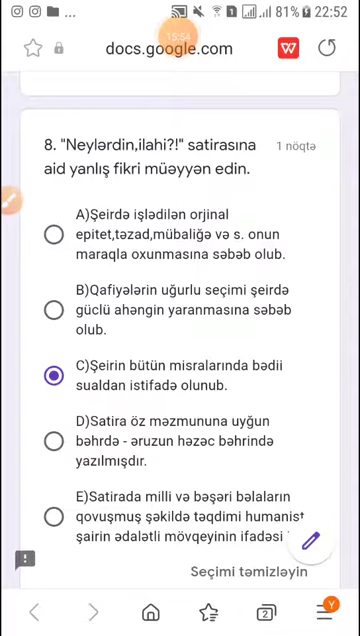 81% 22:52
15:54
docs.google.com
8. "Neylərdin,ilahi?!" satirasına
1 nöqtə
aid yanlış fikri müəyyən edin.
A)Şeirdə işlədilən orjinal
epitet,təzad,mübaliğə və s. onun
maraqla oxunmasına səbəb olub.
B)Qafiyələrin uğurlu seçimi şeirdə
güclü ahəngin yaranmasına səbəb
olub.
C)Şeirin bütün misralarında bədii
sualdan istifadə olunub.
D)Satira öz məzmununa uyğun
bəhrdə - əruzun həzəc bəhrində
yazılmışdır.
E)Satirada milli və bəşəri bəlaların
qovuşmuş şəkildə təqdimi humanist
şairin ədalətli mövqeyinin ifadəsi
Seçimi təmizləyin
2
Y